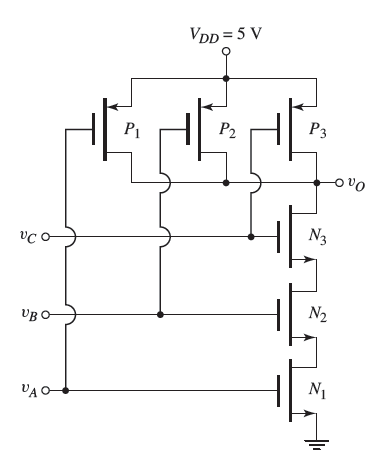 V_DD = 5 V
P_1
P_2
P_3
v_O
v_C
N_3
v_B
N_2
v_A
N_1